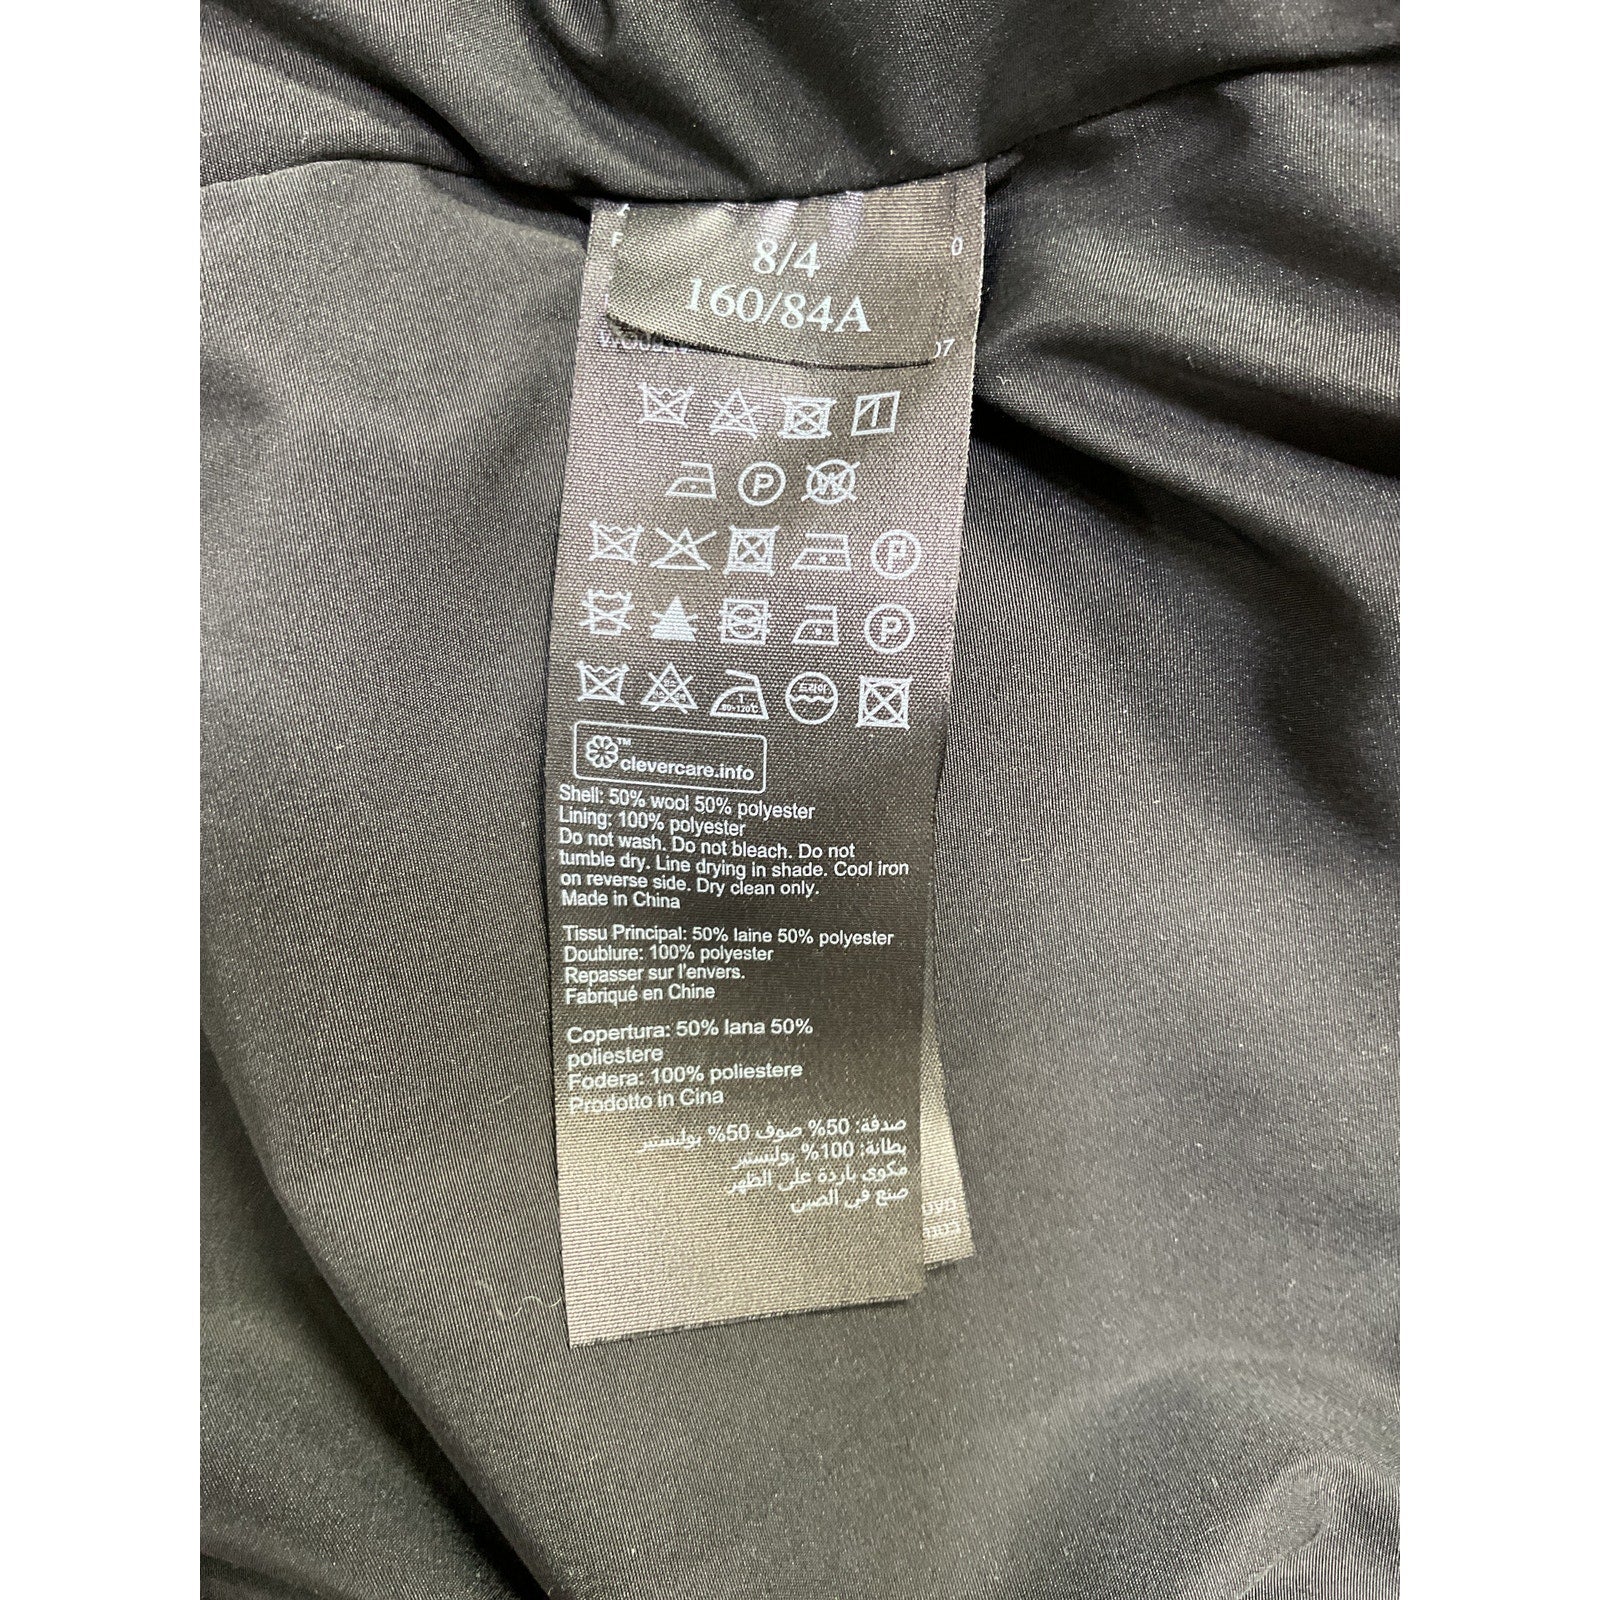 8/4
160/84A
P
W
P
P
clevercare.info
Shell: 50% wool 50% polyester
Lining: 100% polyester
Do not wash. Do not bleach. Do not
tumble dry. Line drying in shade. Cool iron
on reverse side. Dry clean only.
Made in China
Tissu Principal: 50% laine 50% polyester
Doublure: 100% polyester
Repasser sur l'envers.
Fabriqué en Chine
Copertura: 50% lana 50%
poliestere
Fodera: 100% poliestere
Prodotto in Cina
صدفة: 50% صوف 50% بوليستر
بطانة: 100% بوليستر
مكوى باردة على الظهر
صنع في الصين